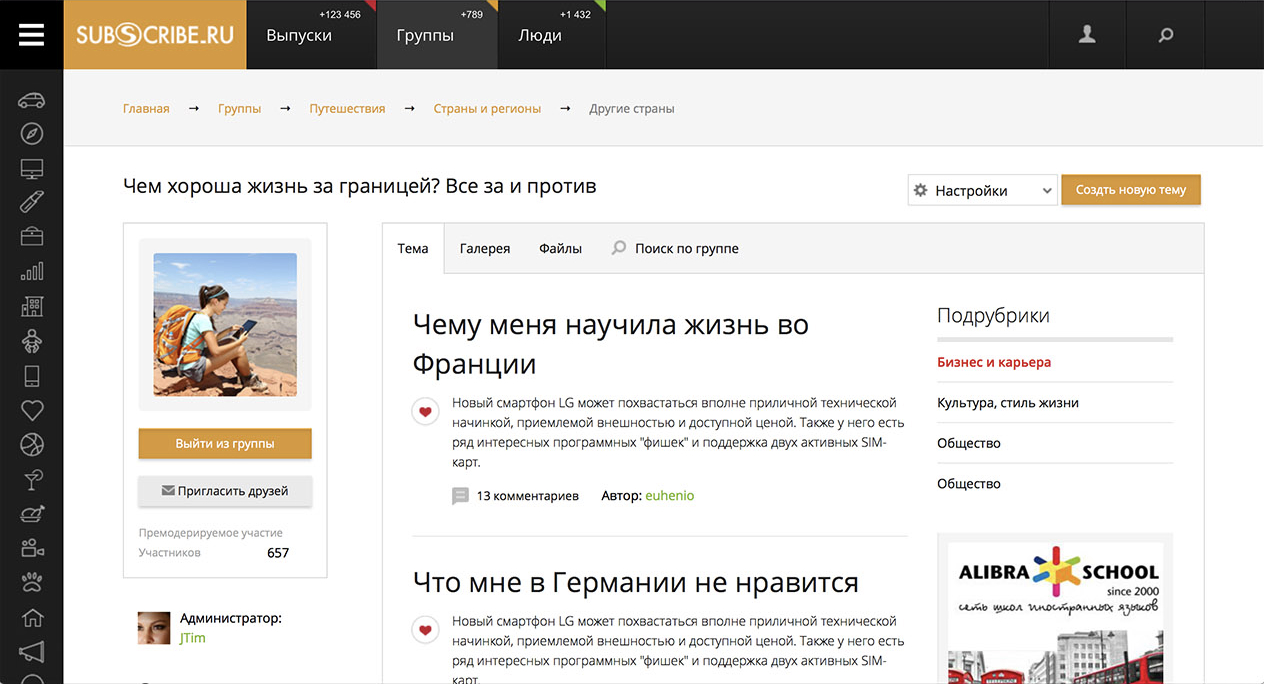 +123 456
+789
+1 432
SUBSCRIBE.RU
Выпуски
Группы
Люди
Главная → Группы → Путешествия → Страны и регионы → Другие страны
Чем хороша жизнь за границей? Все за и против
Настройки
Создть новую тему
Выйти из группы
Пригласить друзей
Премодерируемое участие
Участников 657
Администратор:
JTim
Тема
Галерея
Файлы
Поиск по группе
Чему меня научила жизнь во
Франции
Новый смартфон LG может похвастаться вполне приличной технической
начинкой, приемлемой внешностью и доступной ценой. Также у него есть
ряд интересных программных "фишек" и поддержка двух активных SIM-
карт.
13 комментариев
Автор: euhenio
Что мне в Германии не нравится
Новый смартфон LG может похвастаться вполне приличной технической
начинкой, приемлемой внешностью и доступной ценой. Также у него есть
ряд интересных программных "фишек" и поддержка двух активных SIM-
карт.
Подрубрики
Бизнес и карьера
Культура, стиль жизни
Общество
Общество
ALIBRA SCHOOL
since 2000
сеть школ иностранных языков